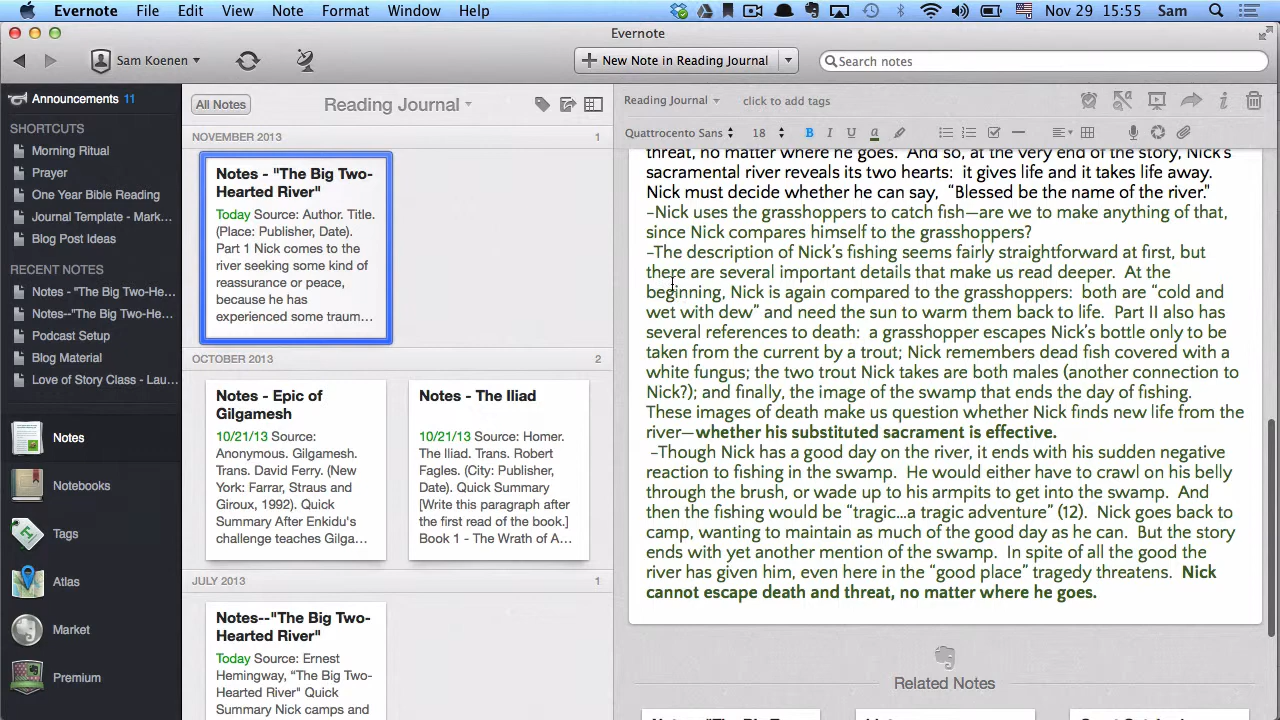 Evernote File Edit View Note Format Window Help Nov 29 15:55 Sam
Evernote
Sam Koenen
New Note in Reading Journal
Search notes
Announcements 11
SHORTCUTS
Morning Ritual
Prayer
One Year Bible Reading
Journal Template - Mark...
Blog Post Ideas
RECENT NOTES
Notes - "The Big Two-He...
Notes--"The Big Two-He...
Podcast Setup
Blog Material
Love of Story Class - Lau...
Notes
Notebooks
Tags
Atlas
Market
Premium
All Notes
Reading Journal
NOVEMBER 2013 1
Notes - "The Big Two-
Hearted River"
Today Source: Author. Title.
(Place: Publisher, Date).
Part 1 Nick comes to the
river seeking some kind of
reassurance or peace,
because he has
experienced some traum...
OCTOBER 2013 2
Notes - Epic of
Gilgamesh
10/21/13 Source:
Anonymous. Gilgamesh.
Trans. David Ferry. (New
York: Farrar, Straus and
Giroux, 1992). Quick
Summary After Enkidu's
challenge teaches Gilga...
Notes - The Iliad
10/21/13 Source: Homer.
The Iliad. Trans. Robert
Fagles. (City: Publisher,
Date). Quick Summary
[Write this paragraph after
the first read of the book.]
Book 1 - The Wrath of A...
JULY 2013 1
Notes--"The Big Two-
Hearted River"
Today Source: Ernest
Hemingway, "The Big Two-
Hearted River" Quick
Summary Nick camps and
Reading Journal click to add tags
Quattrocento Sans 18 B I U a
threat, no matter where he goes. And so, at the very end of the story, Nick's
sacramental river reveals its two hearts: it gives life and it takes life away.
Nick must decide whether he can say, "Blessed be the name of the river."
–Nick uses the grasshoppers to catch fish—are we to make anything of that,
since Nick compares himself to the grasshoppers?
–The description of Nick's fishing seems fairly straightforward at first, but
there are several important details that make us read deeper. At the
beginning, Nick is again compared to the grasshoppers: both are "cold and
wet with dew" and need the sun to warm them back to life. Part II also has
several references to death: a grasshopper escapes Nick's bottle only to be
taken from the current by a trout; Nick remembers dead fish covered with a
white fungus; the two trout Nick takes are both males (another connection to
Nick?); and finally, the image of the swamp that ends the day of fishing.
These images of death make us question whether Nick finds new life from the
river—whether his substituted sacrament is effective.
–Though Nick has a good day on the river, it ends with his sudden negative
reaction to fishing in the swamp. He would either have to crawl on his belly
through the brush, or wade up to his armpits to get into the swamp. And
then the fishing would be "tragic...a tragic adventure" (12). Nick goes back to
camp, wanting to maintain as much of the good day as he can. But the story
ends with yet another mention of the swamp. In spite of all the good the
river has given him, even here in the "good place" tragedy threatens. Nick
cannot escape death and threat, no matter where he goes.
Related Notes